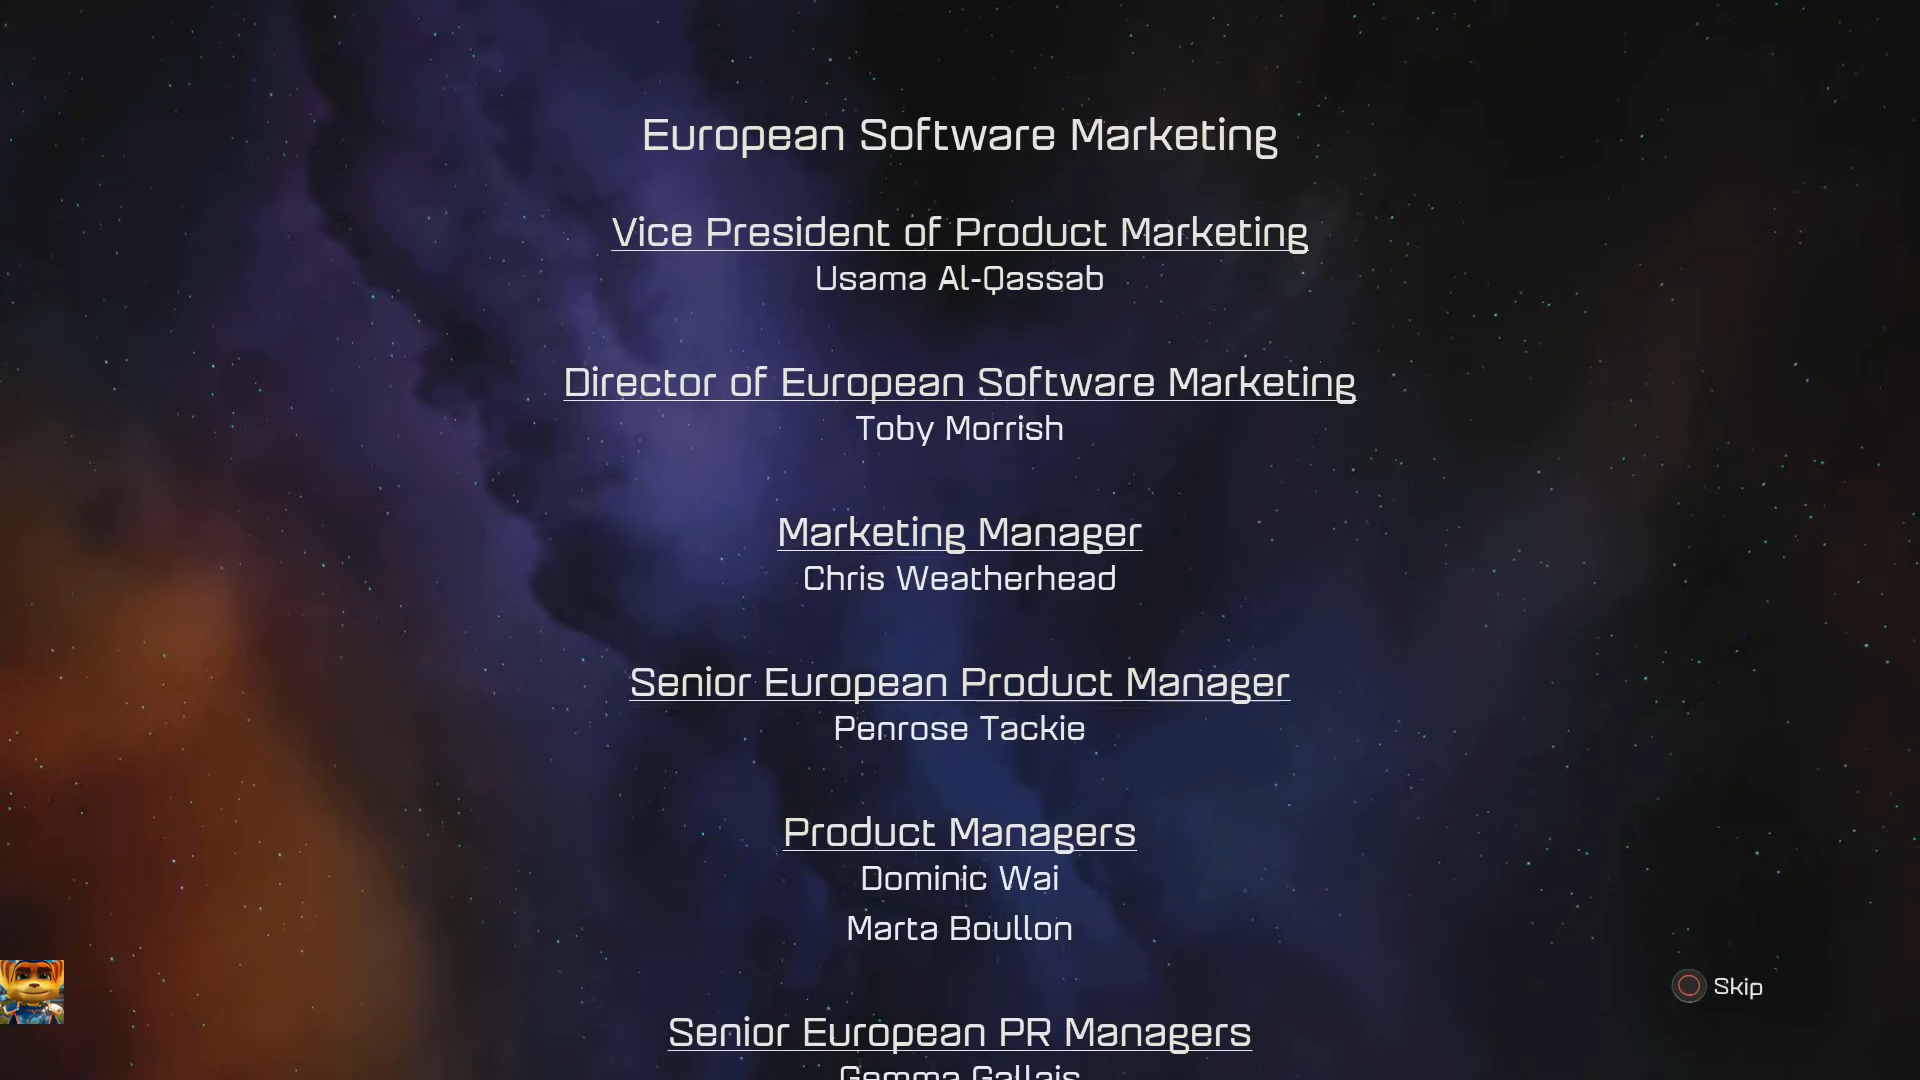 European Software Marketing
Vice President of Product Marketing
Usama Al-Qassab
Director of European Software Marketing
Toby Morrish
Marketing Manager
Chris Weatherhead
Senior European Product Manager
Penrose Tackie
Product Managers
Dominic Wai
Marta Boullon
Skip
Senior European PR Managers
Gemma Gallais